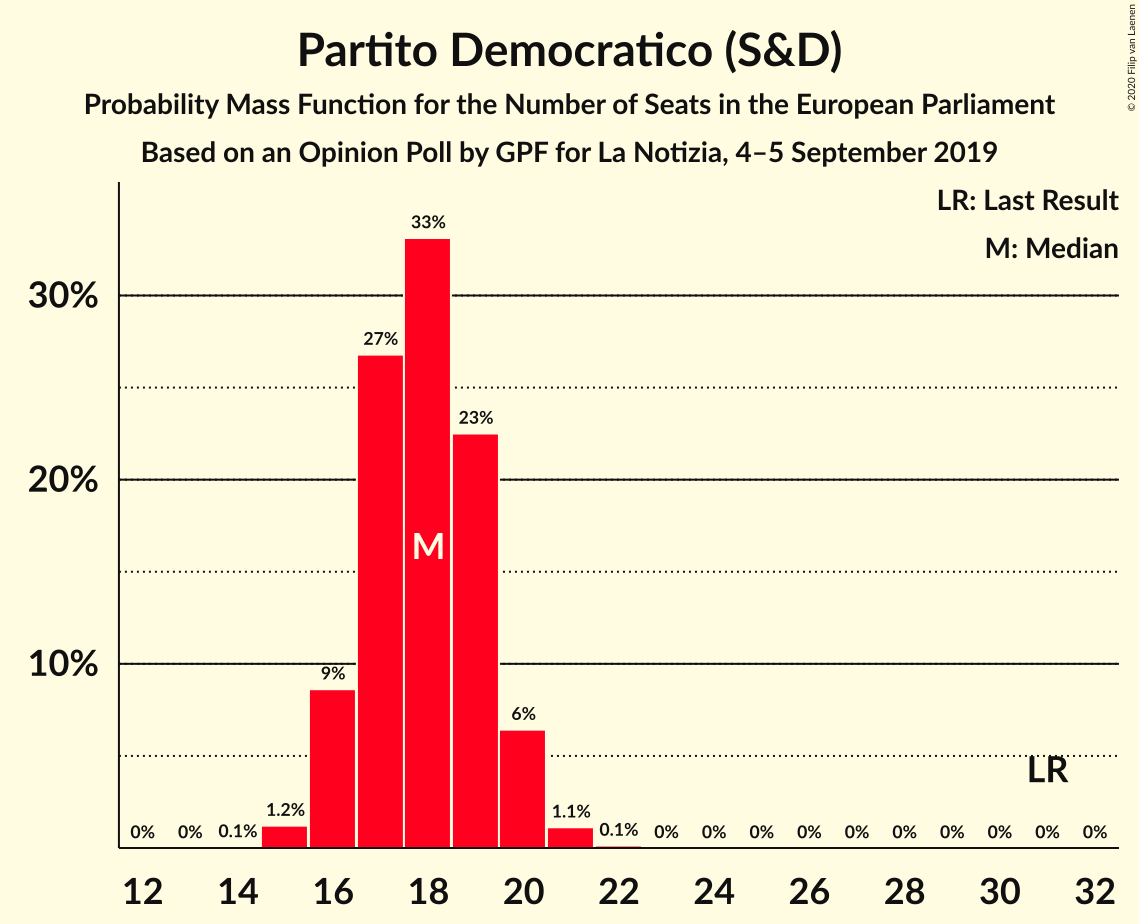 Partito Democratico (S&D)
Probability Mass Function for the Number of Seats in the European Parliament
Based on an Opinion Poll by GPF for La Notizia, 4–5 September 2019
© 2020 Filip van Laenen
LR: Last Result
M: Median
30%
20%
10%
0% 0% 0.1% 1.2% 9% 27% 33% 23% 6% 1.1% 0.1% 0% 0% 0% 0% 0% 0% 0% 0% 0% 0%
M
LR
12 14 16 18 20 22 24 26 28 30 32